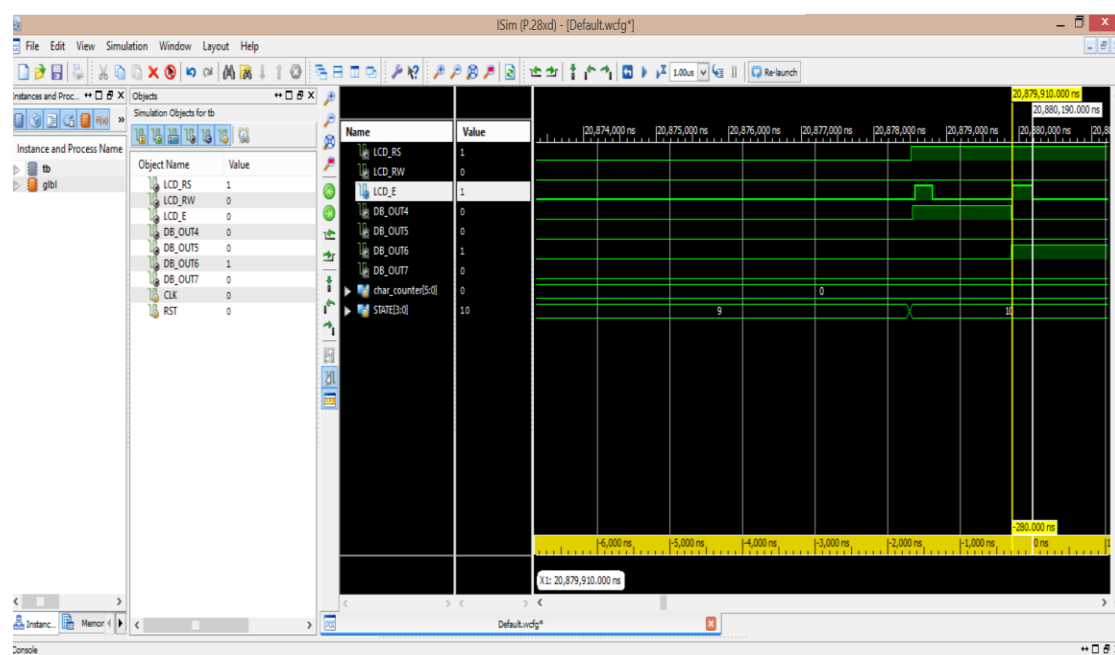 ISim (P.28xd) - [Default.wcfg*]
File Edit View Simulation Window Layout Help
1.00us Re-launch
Instances and Proc...
Objects
Simulation Objects for tb
Instance and Process Name
tb
glbl
Object Name Value
LCD_RS 1
LCD_RW 0
LCD_E 0
DB_OUT4 0
DB_OUT5 0
DB_OUT6 1
DB_OUT7 0
CLK 0
RST 0
Name Value
LCD_RS 1
LCD_RW 0
LCD_E 1
DB_OUT4 0
DB_OUT5 0
DB_OUT6 1
DB_OUT7 0
char_counter[5:0] 0
STATE[3:0] 10
20,879,910.000 ns
20,880,190.000 ns
20,874,000 ns 20,875,000 ns 20,876,000 ns 20,877,000 ns 20,878,000 ns 20,879,000 ns 20,880,000 ns 20,88
0
9 10
-280.000 ns
-6,000 ns -5,000 ns -4,000 ns -3,000 ns -2,000 ns -1,000 ns 0 ns
X1: 20,879,910.000 ns
Instanc... Memor
Default.wcfg*
Console